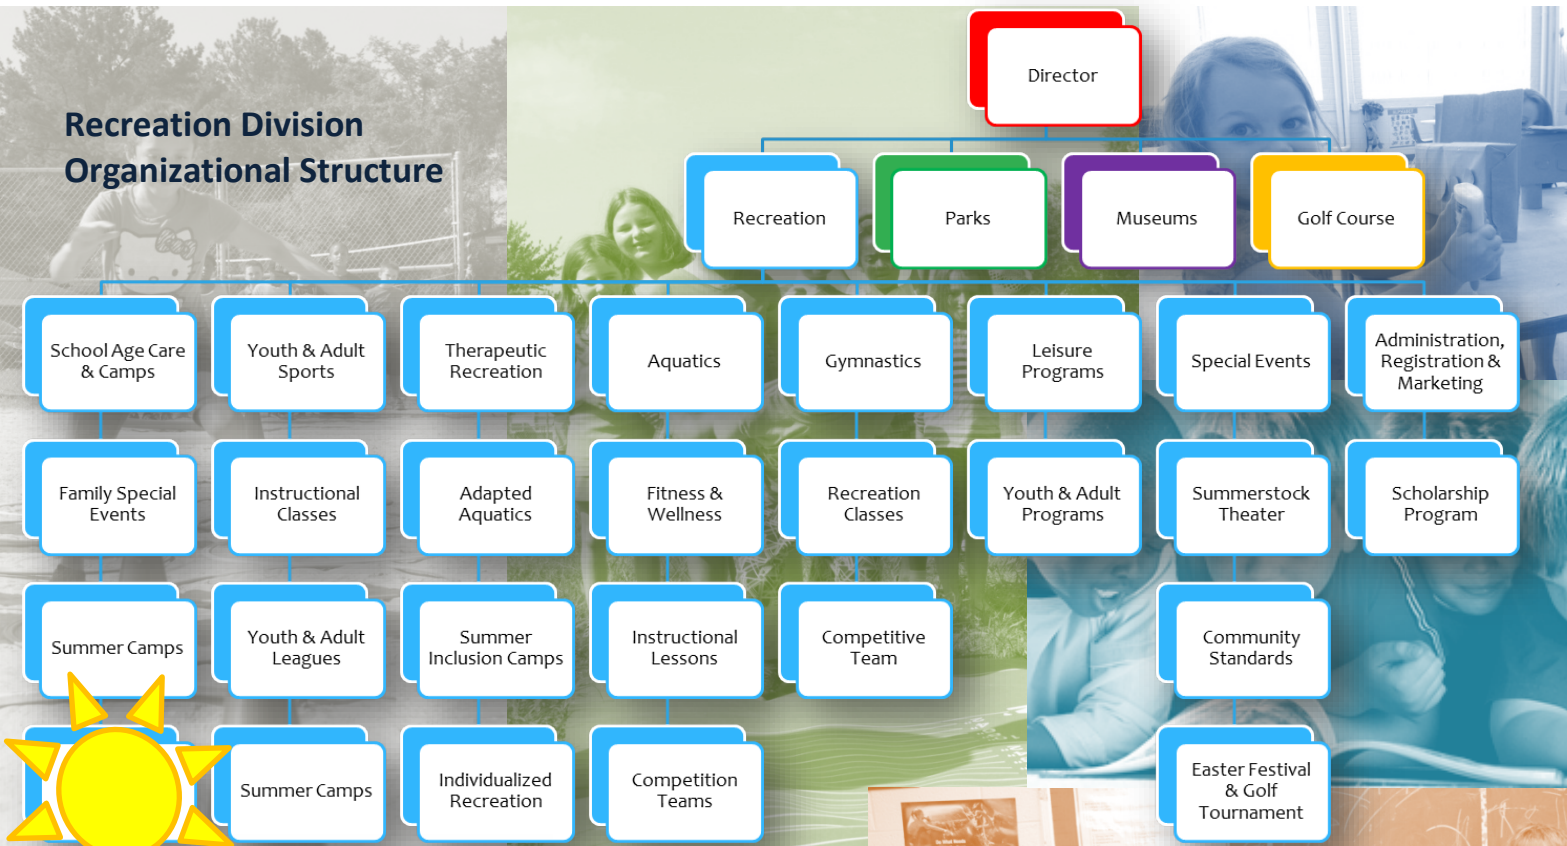 Recreation Division
Organizational Structure
Director
Recreation
Parks
Museums
Golf Course
School Age Care
& Camps
Youth & Adult
Sports
Therapeutic
Recreation
Aquatics
Gymnastics
Leisure
Programs
Special Events
Administration,
Registration &
Marketing
Family Special
Events
Instructional
Classes
Adapted
Aquatics
Fitness &
Wellness
Recreation
Classes
Youth & Adult
Programs
Summerstock
Theater
Scholarship
Program
Summer Camps
Youth & Adult
Leagues
Summer
Inclusion Camps
Instructional
Lessons
Competitive
Team
Community
Standards
Summer Camps
Individualized
Recreation
Competition
Teams
Easter Festival
& Golf
Tournament